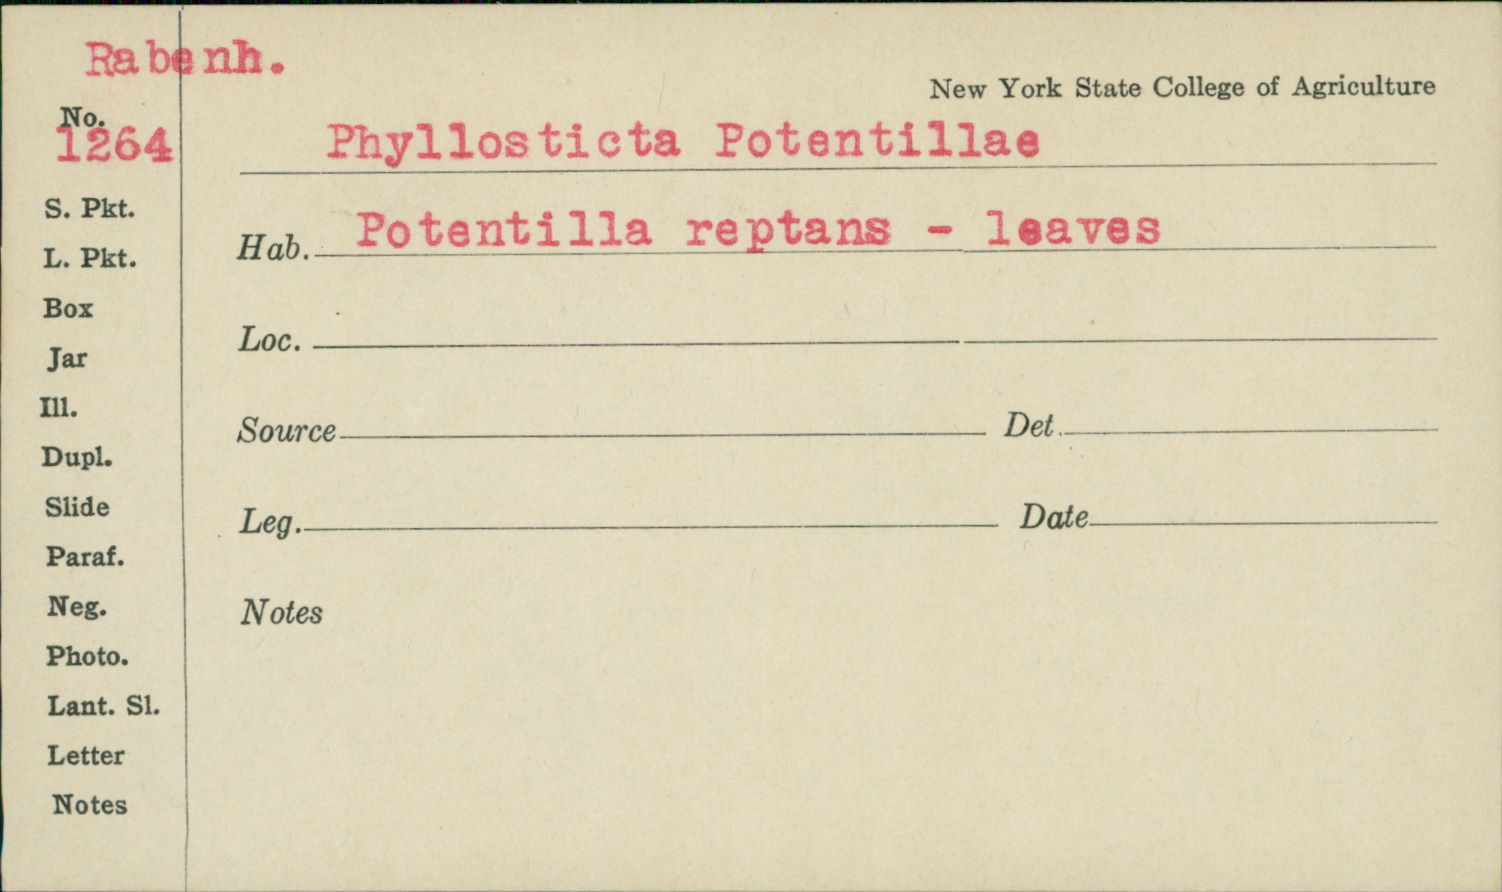 Rabenh.
New York State College of Agriculture
No.
1264
Phyllosticta Potentillae
S. Pkt.
Hab. Potentilla reptans - leaves
L. Pkt.
Box
Loc.
Jar
Ill.
Source Det.
Dupl.
Slide
Leg. Date
Paraf.
Neg.
Notes
Photo.
Lant. Sl.
Letter
Notes